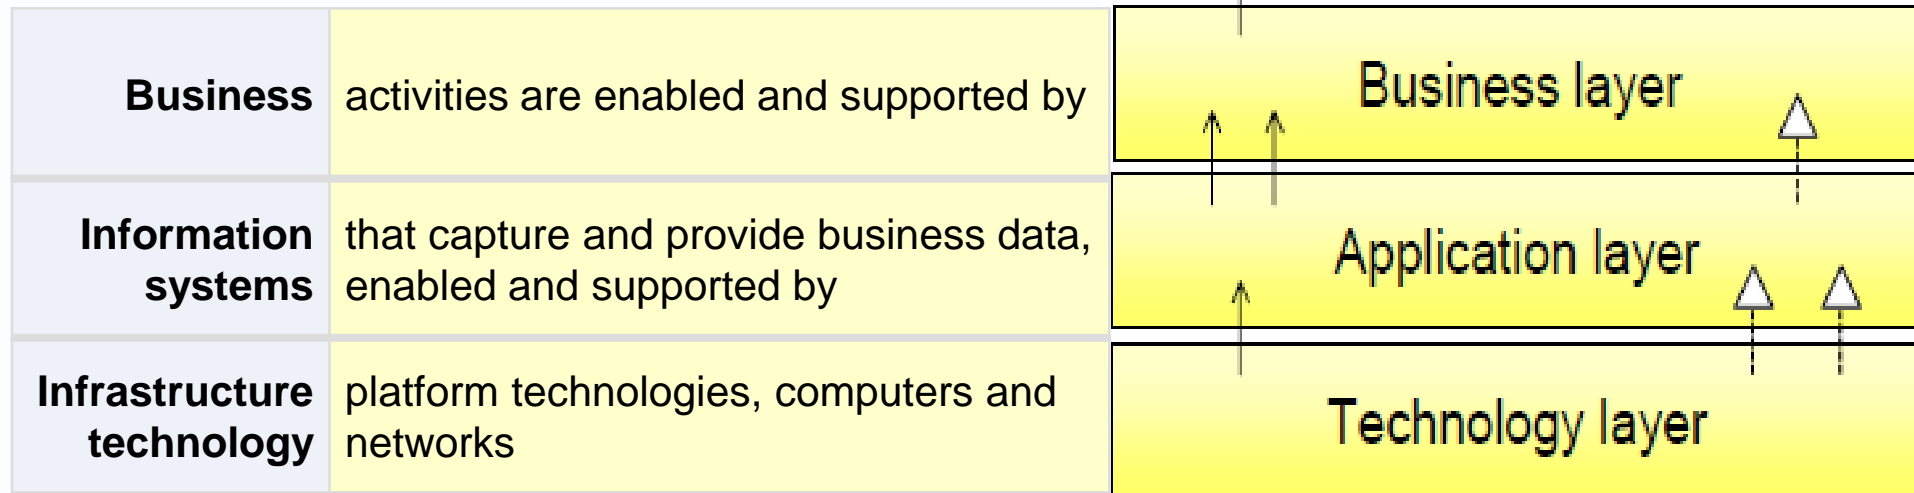 Business
activities are enabled and supported by
Business layer
Information
systems
that capture and provide business data,
enabled and supported by
Application layer
Infrastructure
technology
platform technologies, computers and
networks
Technology layer